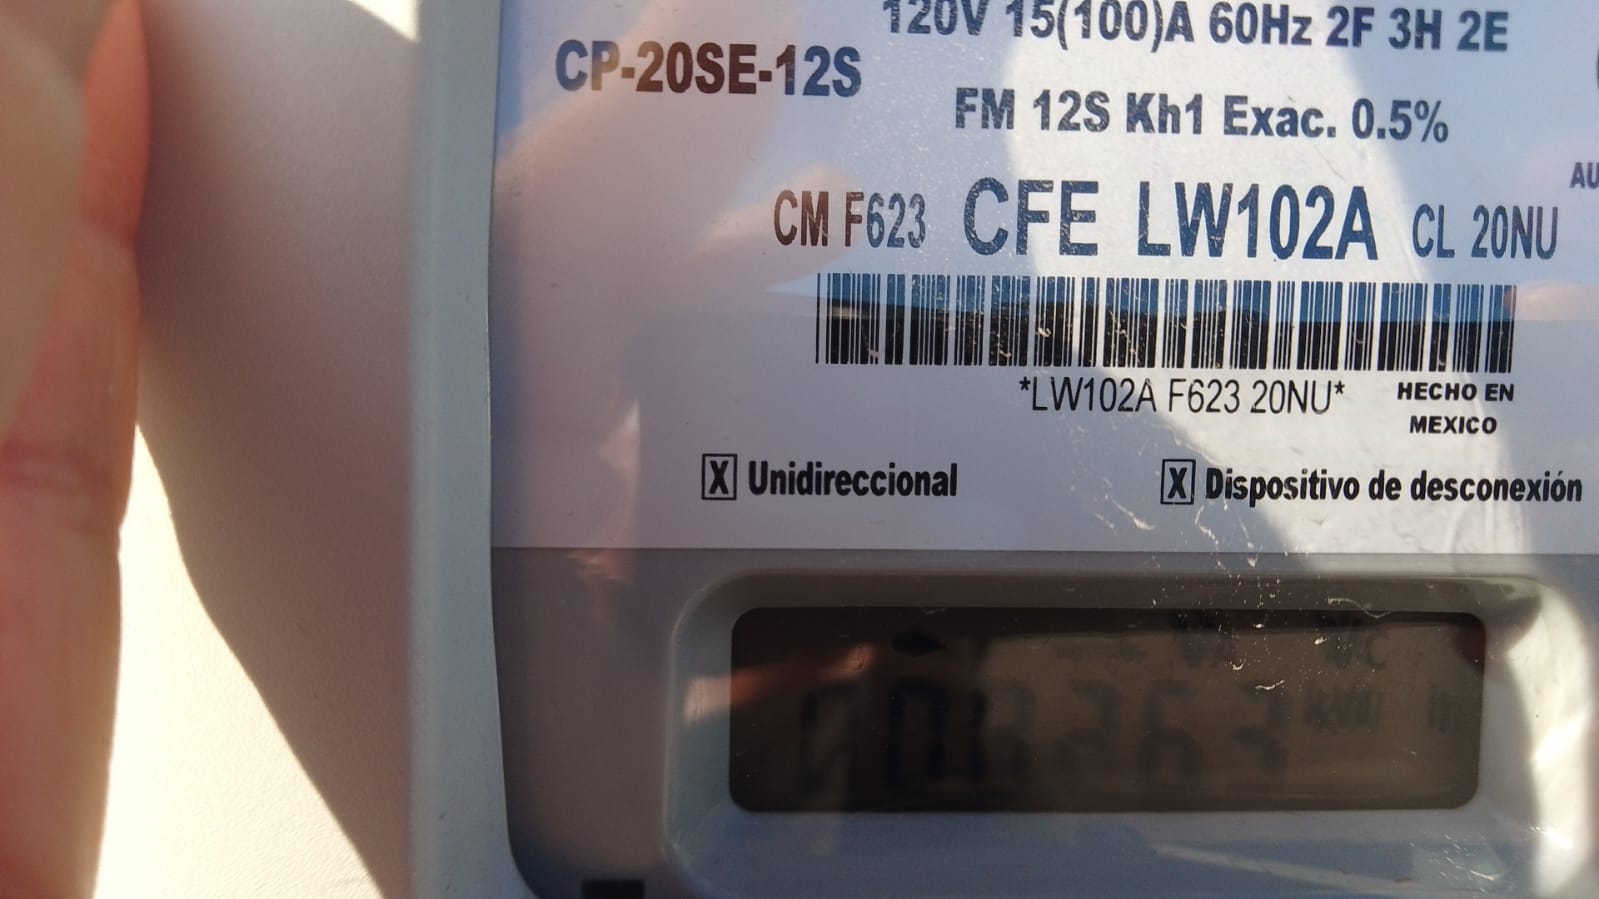 120V 15(100)A 60Hz 2F 3H 2E
CP-20SE-12S
FM 12S Kh1 Exac. 0.5%
AU
CM F623 CFE LW102A CL 20NU
*LW102A F623 20NU*
HECHO EN
MEXICO
X Unidireccional X Dispositivo de desconexión